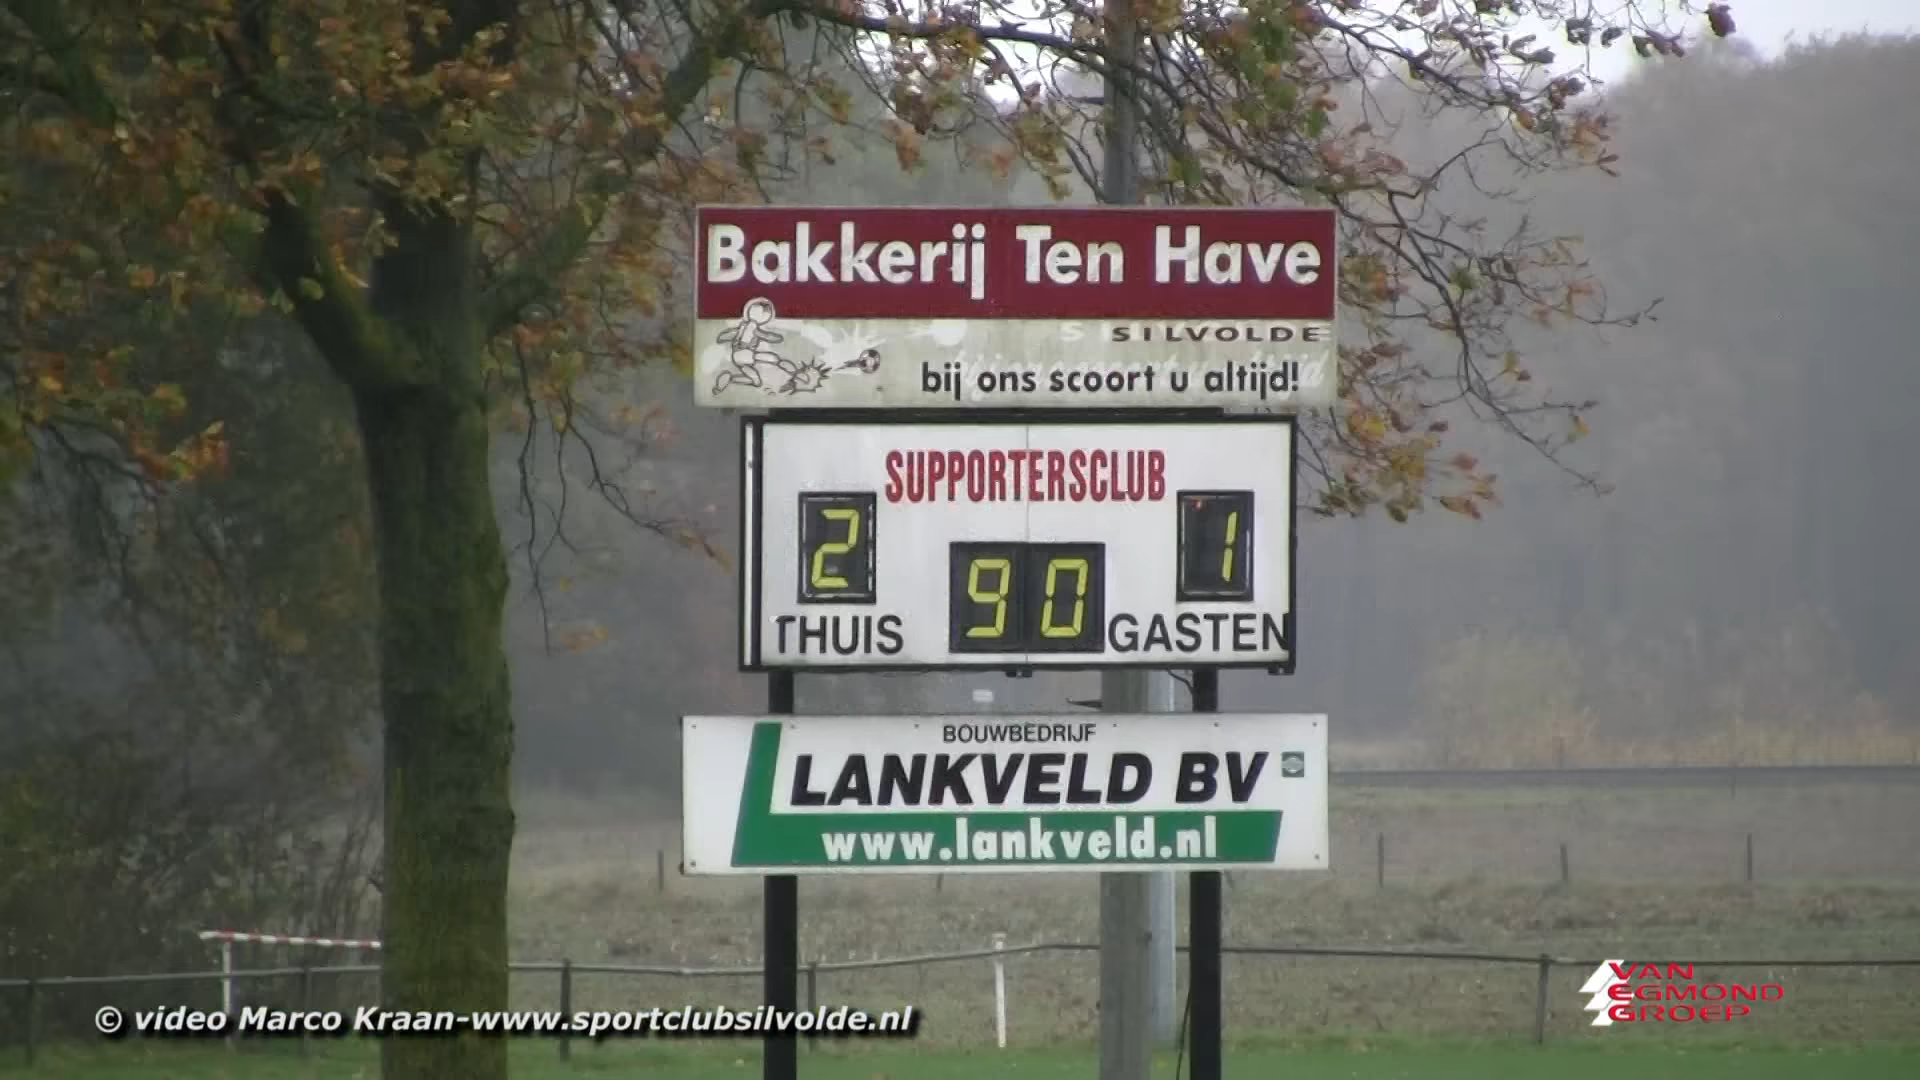 Bakkerij Ten Have
SILVOLDE
bij ons scoort u altijd!
SUPPORTERSCLUB
2 90 1
THUIS GASTEN
BOUWBEDRIJF
LANKVELD BV
www.lankveld.nl
© video Marco Kraan-www.sportclubsilvolde.nl
VAN
EGMOND
GROEP